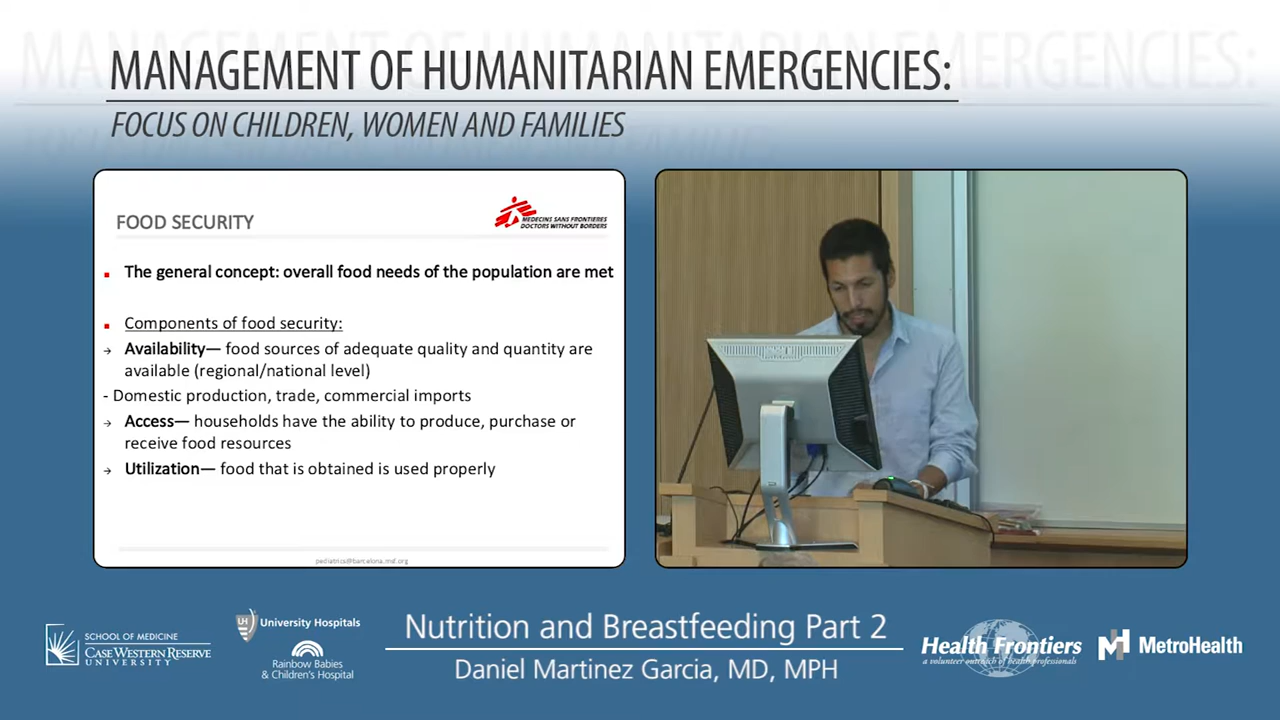 MANAGEMENT OF HUMANITARIAN EMERGENCIES:
FOCUS ON CHILDREN, WOMEN AND FAMILIES
FOOD SECURITY
MEDECINS SANS FRONTIERES
DOCTORS WITHOUT BORDERS
The general concept: overall food needs of the population are met
Components of food security:
→ Availability— food sources of adequate quality and quantity are
available (regional/national level)
- Domestic production, trade, commercial imports
→ Access— households have the ability to produce, purchase or
receive food resources
→ Utilization— food that is obtained is used properly
pediatrics@barcelona.msf.org
SCHOOL OF MEDICINE
CASE WESTERN RESERVE
UNIVERSITY
UH
University Hospitals
Rainbow Babies
& Children's Hospital
Nutrition and Breastfeeding Part 2
Daniel Martinez Garcia, MD, MPH
Health Frontiers
a volunteer outreach of health professionals
MetroHealth